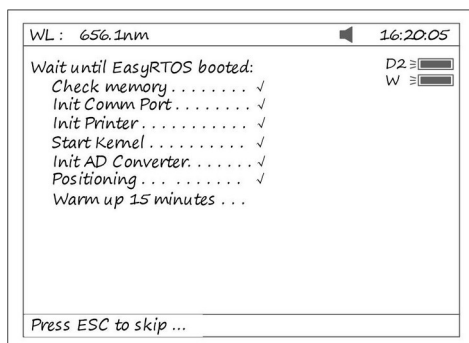 WL: 656.1nm 16:20:05
Wait until EasyRTOS booted:
D2
Check memory........ √
W
Init Comm Port....... √
Init Printer........... √
Start Kernel.......... √
Init AD Converter....... √
Positioning... ....... √
Warm up 15 minutes ...
Press ESC to skip ...